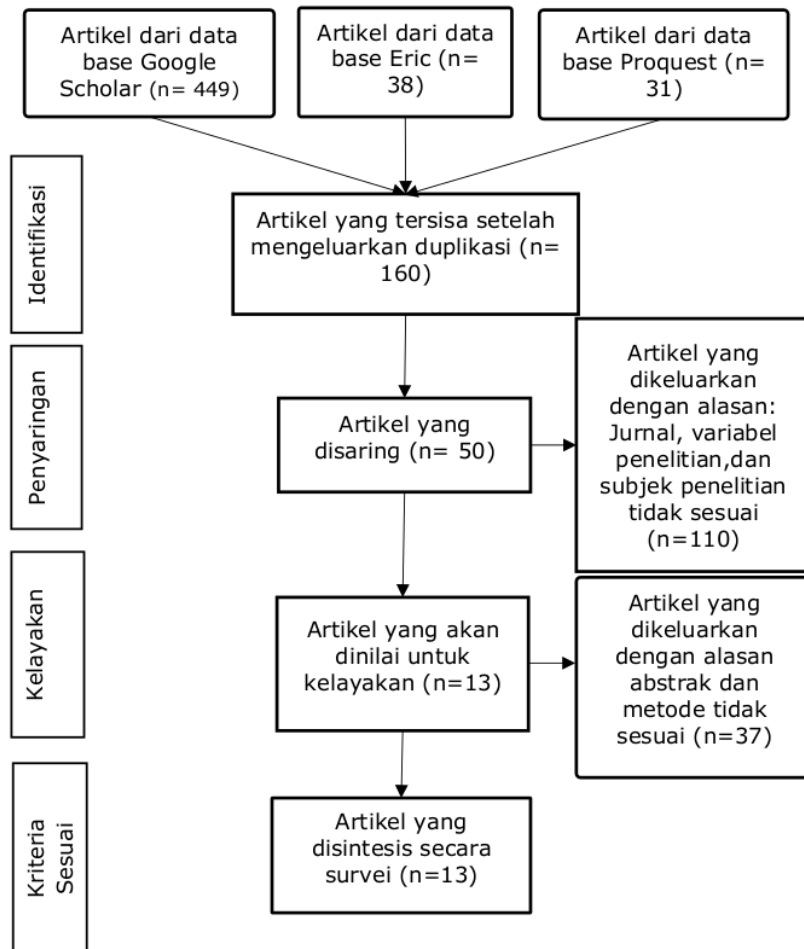 Artikel dari data
base Google
Scholar (n= 449)
Artikel dari data
base Eric (n=
38)
Artikel dari data
base Proquest (n=
31)
Identifikasi
Artikel yang tersisa setelah
mengeluarkan duplikasi (n=
160)
Penyaringan
Artikel yang
disaring (n= 50)
Artikel yang
dikeluarkan
dengan alasan:
Jurnal, variabel
penelitian,dan
subjek penelitian
tidak sesuai
(n=110)
Kelayakan
Artikel yang akan
dinilai untuk
kelayakan (n=13)
Artikel yang
dikeluarkan
dengan alasan
abstrak dan
metode tidak
sesuai (n=37)
Kriteria
Sesuai
Artikel yang
disintesis secara
survei (n=13)